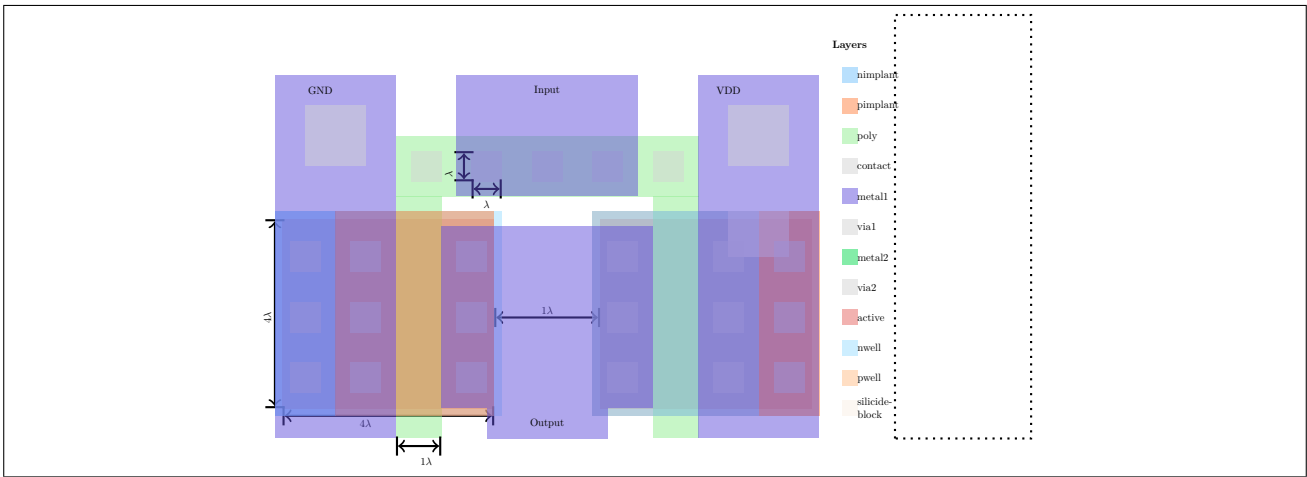 Layers
nimplant
GND
Input
VDD
pimplant
poly
contact
λ
metal1
λ
via1
metal2
via2
4λ
1λ
active
nwell
pwell
silicide-
block
4λ
Output
1λ